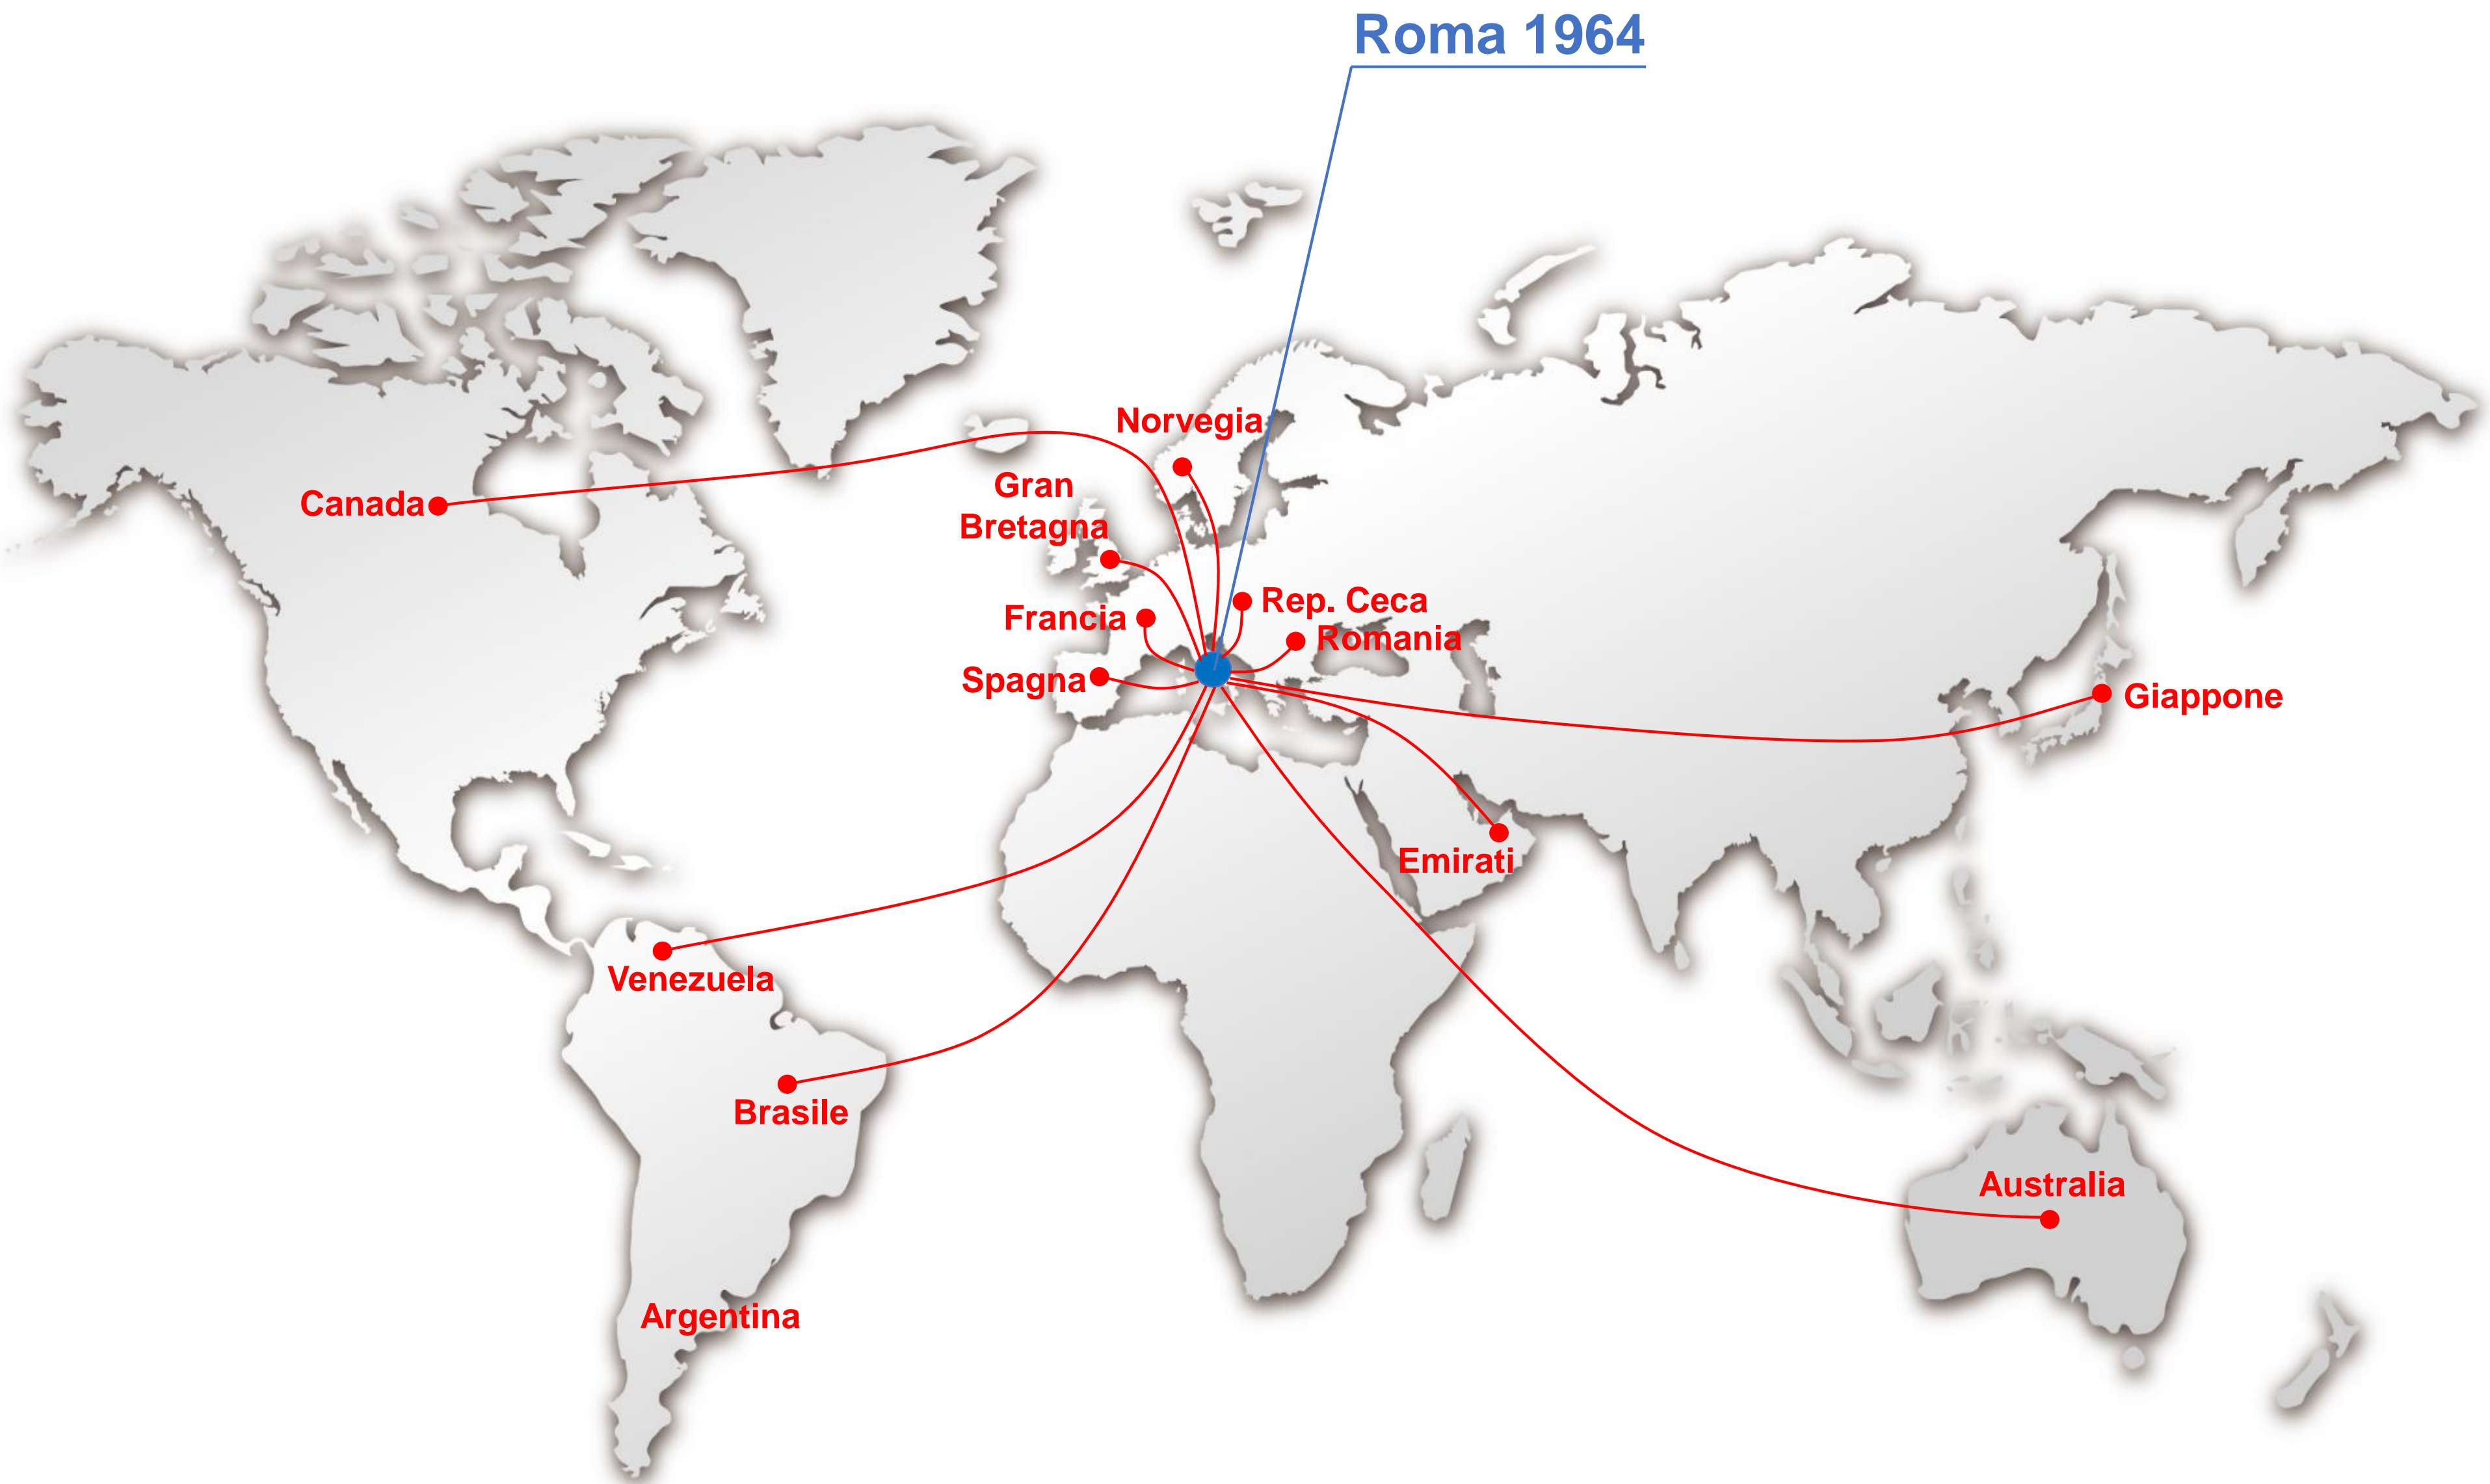 Roma 1964
Norvegia
Gran
Bretagna
Canada
Rep. Ceca
Francia
Romania
Spagna
Giappone
Emirati
Venezuela
Brasile
Australia
Argentina